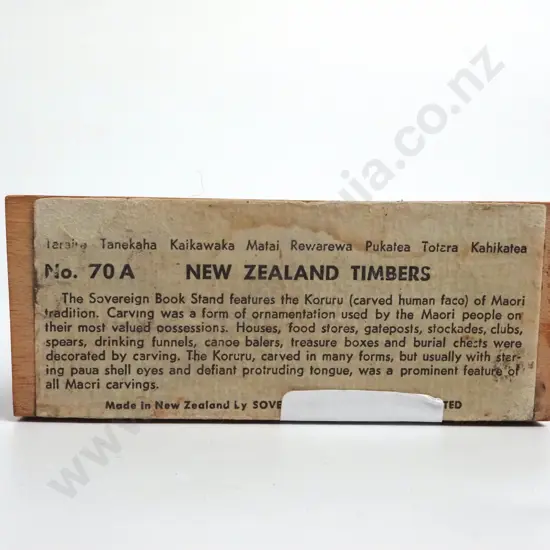 Taraire Tanekaha Kaikawaka Matai Rewarewa Pukatea Totara Kahikatea
No. 70 A NEW ZEALAND TIMBERS
The Sovereign Book Stand features the Koruru (carved human face) of Maori
tradition. Carving was a form of ornamentation used by the Maori people on
their most valued possessions. Houses, food stores, gateposts, stockades, clubs,
spears, drinking funnels, canoe balers, treasure boxes and burial chests were
decorated by carving. The Koruru, carved in many forms, but usually with star-
ing paua shell eyes and defiant protruding tongue, was a prominent feature of
all Maori carvings.
Made in New Zealand by SOVE TED